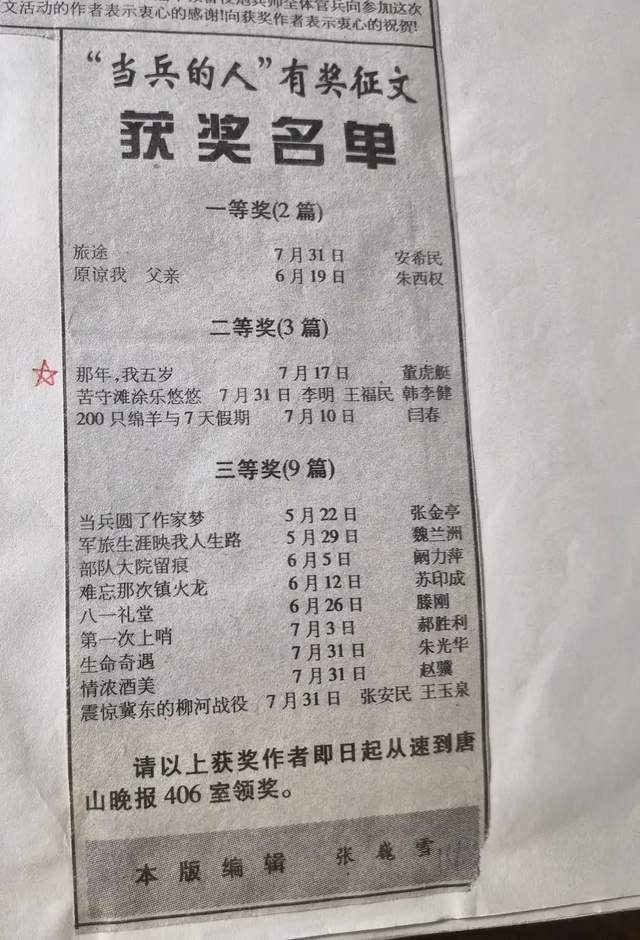 文活动的作者表示衷心的感谢!向获奖作者表示衷心的祝贺!
“当兵的人”有奖征文
获奖名单
一等奖(2篇)
旅途 7月31日 安希民
原谅我 父亲 6月19日 朱西权
二等奖(3篇)
那年,我五岁 7月17日 董虎艇
苦守滩涂乐悠悠 7月31日 李明 王福民 韩李健
200只绵羊与7天假期 7月10日 闫春
三等奖(9篇)
当兵圆了作家梦 5月22日 张金亭
军旅生涯映我人生路 5月29日 魏兰洲
部队大院留痕 6月5日 阚力萍
难忘那次镇火龙 6月12日 苏印成
八一礼堂 6月26日 滕刚
第一次上哨 7月3日 郝胜利
生命奇遇 7月31日 朱光华
情浓酒美 7月31日 赵骥
震惊冀东的柳河战役 7月31日 张安民 王玉泉
请以上获奖作者即日起从速到唐
山晚报406室领奖。
本版编辑 张 雪